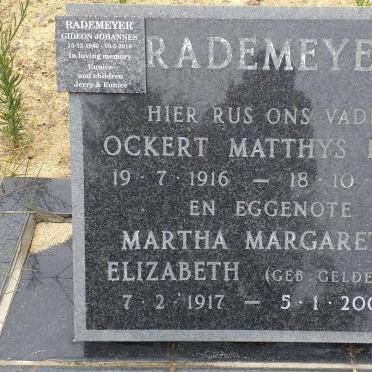 RADEMEYER
GIDEON JOHANNES
In loving memory
Eunice
and children
Jerry & Eunice
RADEMEYE
HIER RUS ONS VAD
OCKERT MATTHYS
19 · 7 · 1916 — 18 · 10
EN EGGENOTE
MARTHA MARGARET
ELIZABETH (GEB. GELDE
7 · 2 · 1917 — 5 · 1 · 200